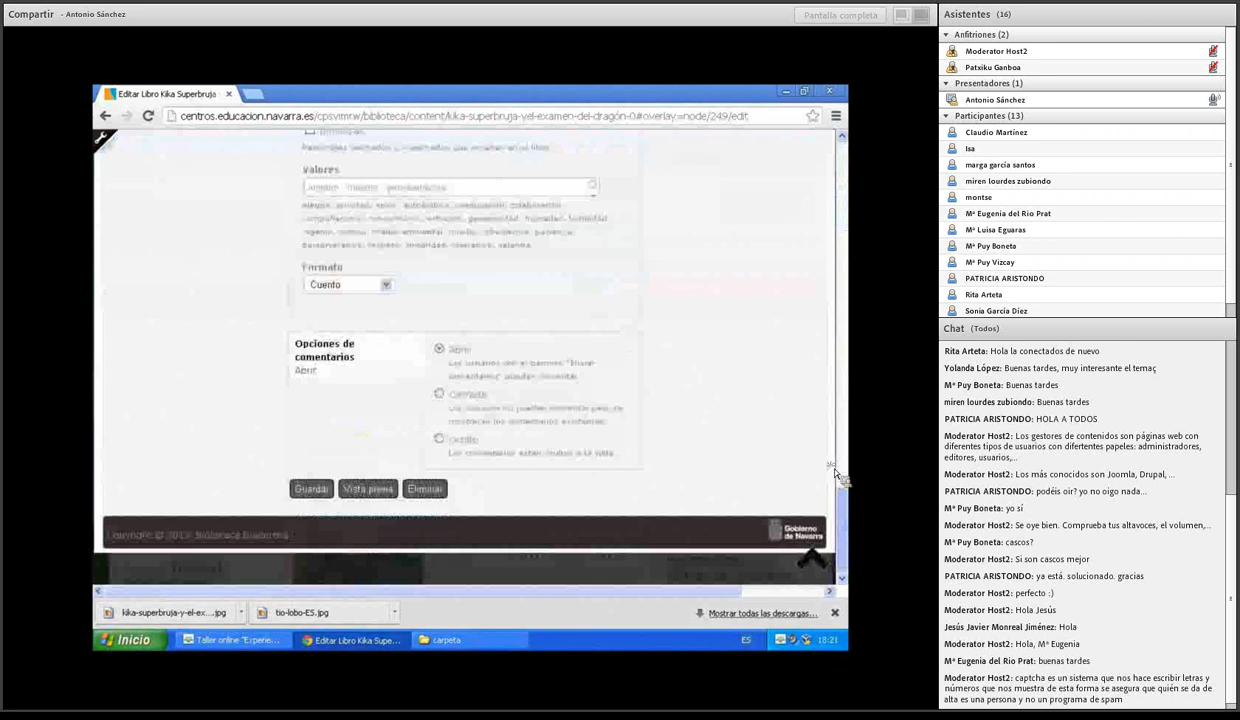 Compartir - Antonio Sánchez
Pantalla completa
Editar Libro Kika Superbruja
centros.educacion.navarra.es/cpsvimrw/biblioteca/content/kika-superbruja-yel-examen-del-dragón-0#overlay=node/249/edit
Valores
Formato
Cuento
Opciones de
comentarios
Abrir
Abrir
Guardar
Vista previa
Eliminar
Gobierno
de Navarra
kika-superbruja-y-el-ex....jpg
tio-lobo-ES.jpg
Mostrar todas las descargas...
Inicio
Taller online "Experie...
Editar Libro Kika Supe...
carpeta
ES
18:21
Asistentes (16)
Anfitriones (2)
Moderator Host2
Patxiku Ganboa
Presentadores (1)
Antonio Sánchez
Participantes (13)
Claudio Martínez
Isa
marga garcía santos
miren lourdes zubiondo
montse
Mª Eugenia del Rio Prat
Mª Luisa Eguaras
Mª Puy Boneta
Mª Puy Vizcay
PATRICIA ARISTONDO
Rita Arteta
Sonia García Díez
Chat (Todos)
Rita Arteta: Hola la conectados de nuevo
Yolanda López: Buenas tardes, muy interesante el temaç
Mª Puy Boneta: Buenas tardes
miren lourdes zubiondo: Buenas tardes
PATRICIA ARISTONDO: HOLA A TODOS
Moderator Host2: Los gestores de contenidos son páginas web con
diferentes tipos de usuarios con difertentes papeles: administradores,
editores, usuarios,...
Moderator Host2: Los más conocidos son Joomla, Drupal, ...
PATRICIA ARISTONDO: podéis oir? yo no oigo nada...
Mª Puy Boneta: yo sí
Moderator Host2: Se oye bien. Comprueba tus altavoces, el volumen,...
Mª Puy Boneta: cascos?
Moderator Host2: Si son cascos mejor
PATRICIA ARISTONDO: ya está. solucionado. gracias
Moderator Host2: perfecto :)
Moderator Host2: Hola Jesús
Jesús Javier Monreal Jiménez: Hola
Moderator Host2: Hola, Mª Eugenia
Mª Eugenia del Rio Prat: buenas tardes
Moderator Host2: captcha es un sistema que nos hace escribir letras y
números que nos muestra de esta forma se asegura que quién se da de
alta es una persona y no un programa de spam